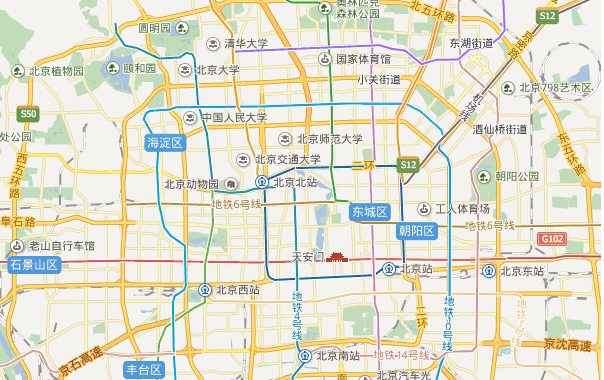 奥林匹克
森林公园
北五环路
S12
圆明园
清华大学
东湖街道
国家体育馆
北京植物园
颐和园
北京大学
小关街道
北京798艺术区
机场线
S50
中国人民大学
酒仙桥街道
处公园
海淀区
北京师范大学
东五环路
西五环路
北京交通大学
二环
S12
朝阳公园
北京动物园
北京北站
地铁6号线
东城区
工人体育场
阜石路
朝阳区
地铁6号线
老山自行车馆
G102
石景山区
天安门
北京站
北京东站
北京西站
地铁4号线
地铁10号线
二环
北京南站
地铁14号线
京沈高速
京石高速
丰台区
北京汽车光